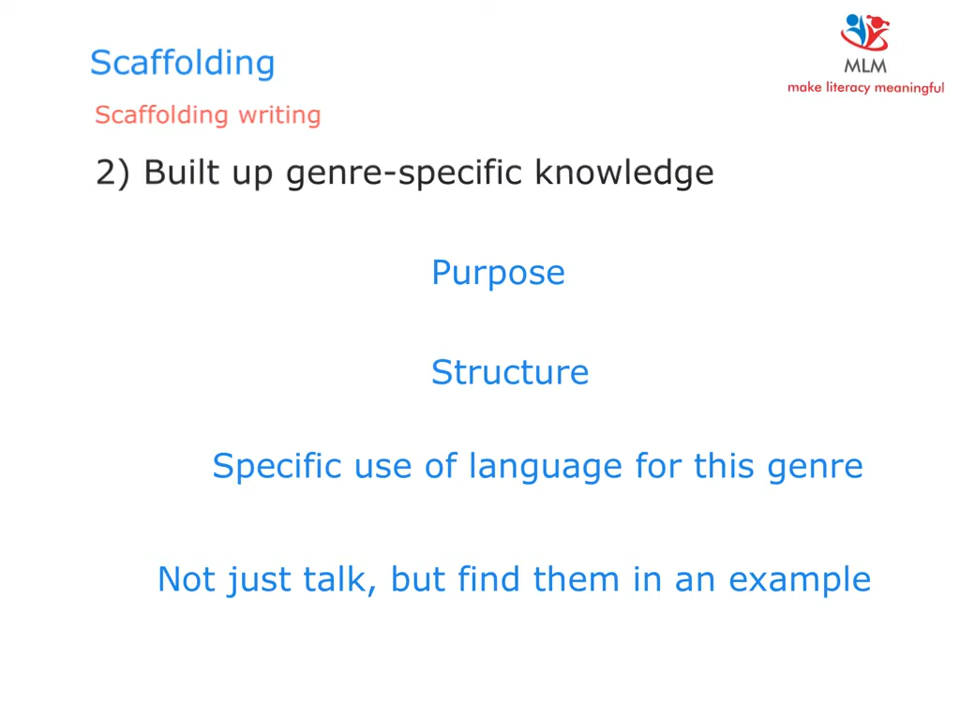 Scaffolding
MLM
make literacy meaningful
Scaffolding writing
2) Built up genre-specific knowledge
Purpose
Structure
Specific use of language for this genre
Not just talk, but find them in an example